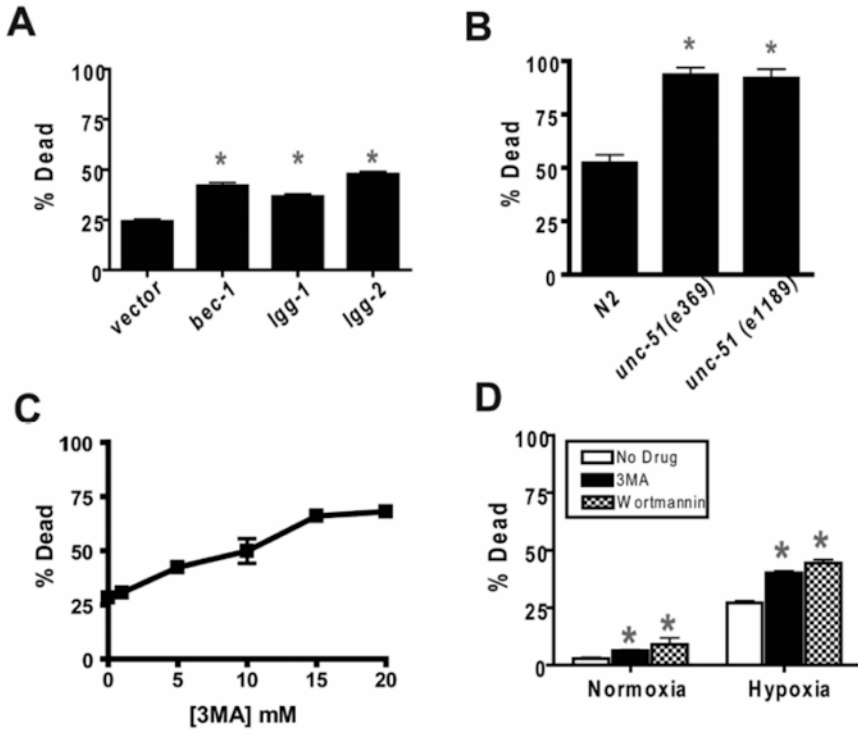 A
% Dead
100
75
50
25
0
*
*
*
vector
bec-1
lgg-1
lgg-2
B
% Dead
100
75
50
25
0
*
*
N2
unc-51(e369)
unc-51 (e1189)
C
% Dead
100
75
50
25
0
0
5
10
15
20
[3MA] mM
D
% Dead
100
75
50
25
0
No Drug
3MA
Wortmannin
*
*
*
*
Normoxia
Hypoxia